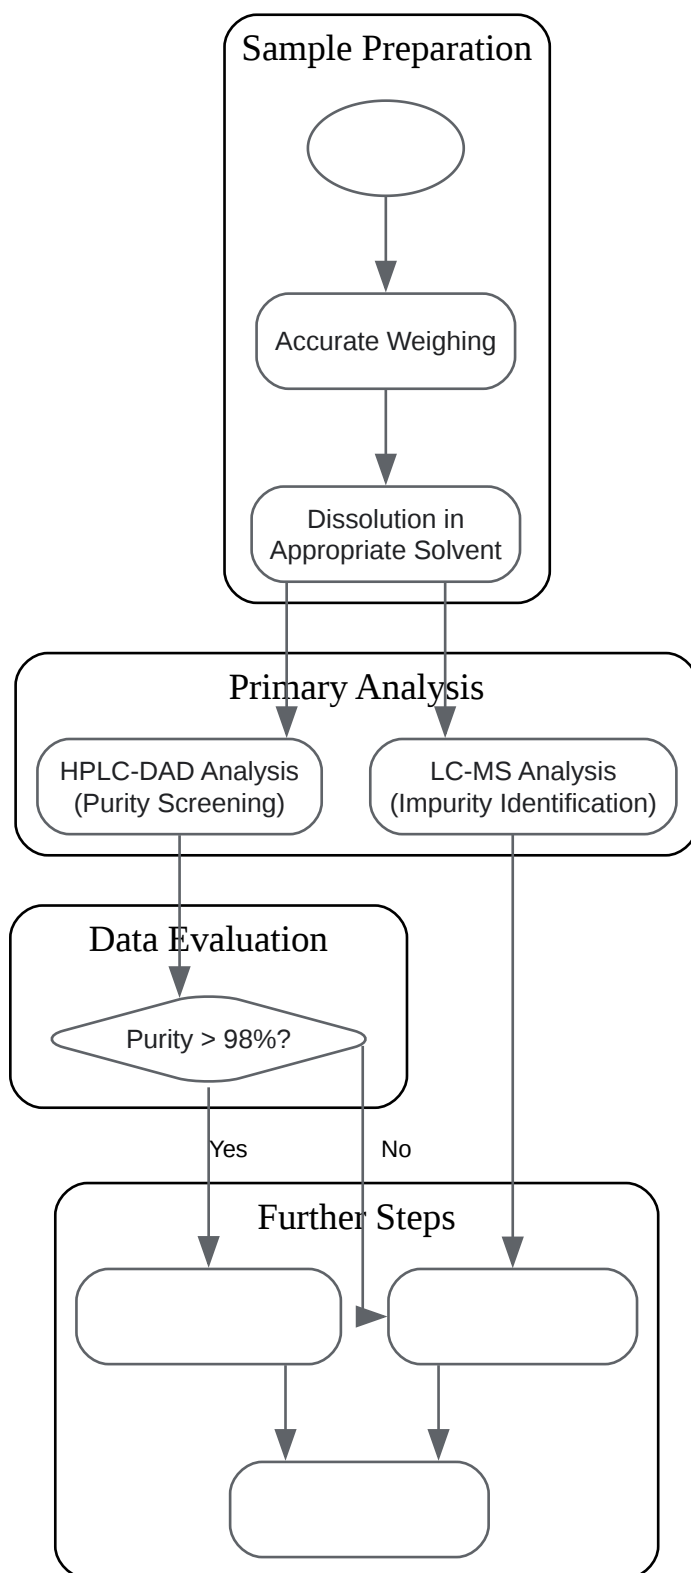 Sample Preparation
Accurate Weighing
Dissolution in
Appropriate Solvent
Primary Analysis
HPLC-DAD Analysis
(Purity Screening)
LC-MS Analysis
(Impurity Identification)
Data Evaluation
Purity > 98%?
Yes
No
Further Steps